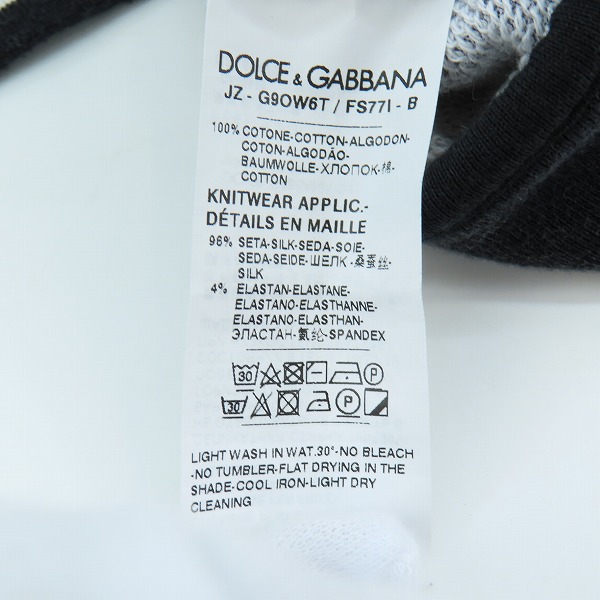 DOLCE & GABBANA
JZ - G9OW6T / FS77I - B
100% COTONE-COTTON-ALGODON-
COTON-ALGODÃO-
BAUMWOLLE-ХЛОПОК-棉-
COTTON
KNITWEAR APPLIC.-
DÉTAILS EN MAILLE
96% SETA-SILK-SEDA-SOIE-
SEDA-SEIDE-ШЕЛК-桑蚕丝-
SILK
4% ELASTAN-ELASTANE-
ELASTANO-ELASTHANNE-
ELASTANO-ELASTHAN-
ЭЛАСТАН-氨纶-SPANDEX
30 P
30 P
LIGHT WASH IN WAT.30°-NO BLEACH
-NO TUMBLER-FLAT DRYING IN THE
SHADE-COOL IRON-LIGHT DRY
CLEANING